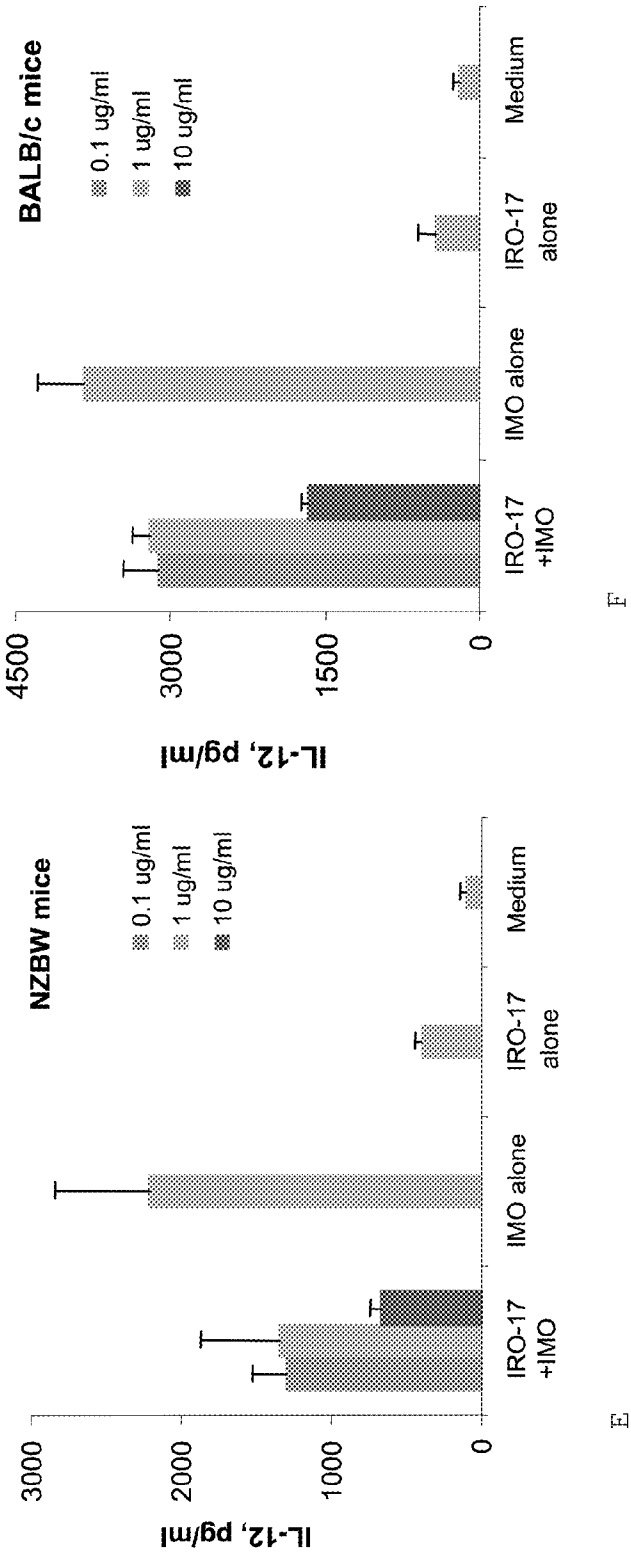 NZBW mice
0.1 ug/ml
1 ug/ml
10 ug/ml
IL-12, pg/ml
3000
2000
1000
0
IRO-17
+IMO
IMO alone
IRO-17
alone
Medium
E
BALB/c mice
0.1 ug/ml
1 ug/ml
10 ug/ml
IL-12, pg/ml
4500
3000
1500
0
IRO-17
+IMO
IMO alone
IRO-17
alone
Medium
F